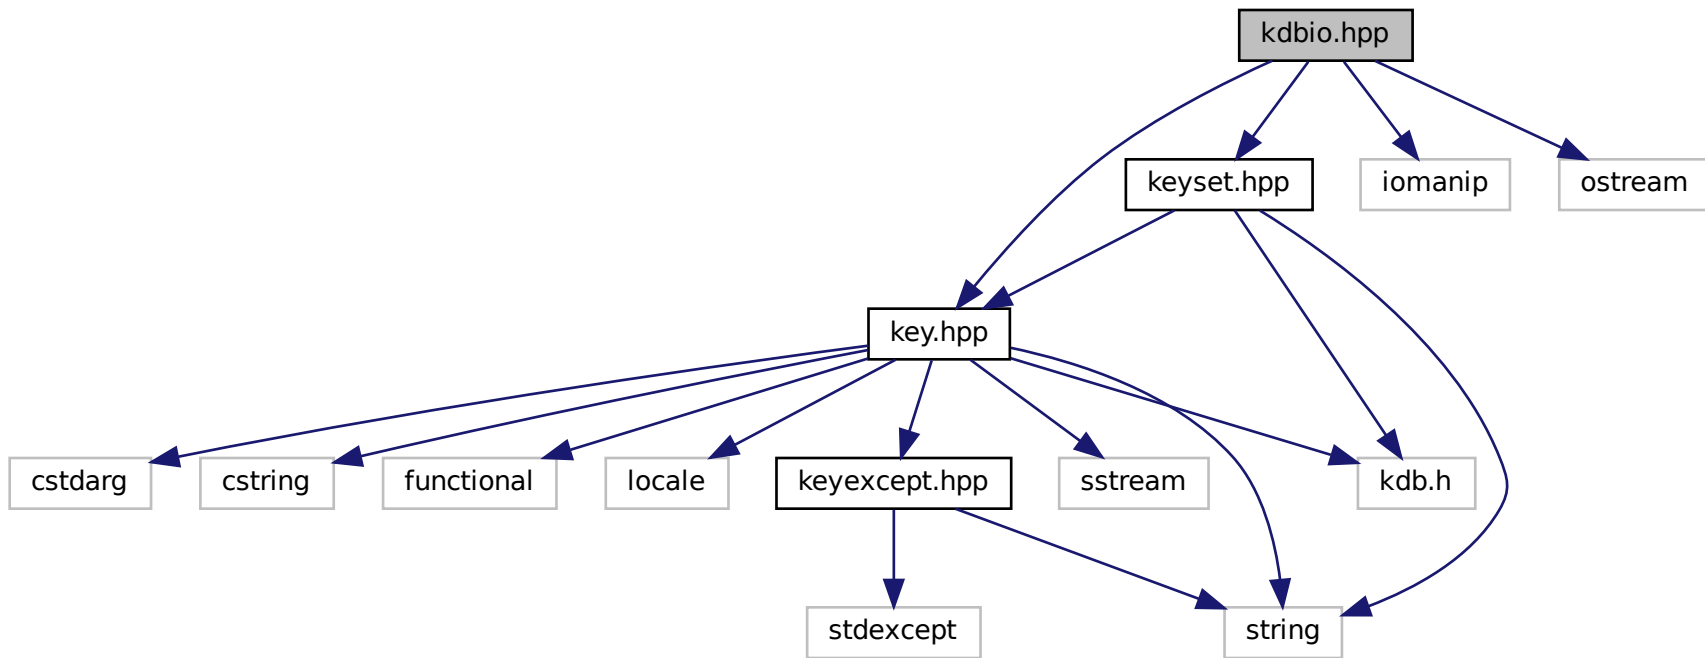 kdbio.hpp
keyset.hpp
iomanip
ostream
key.hpp
cstdarg
cstring
functional
locale
keyexcept.hpp
sstream
kdb.h
stdexcept
string